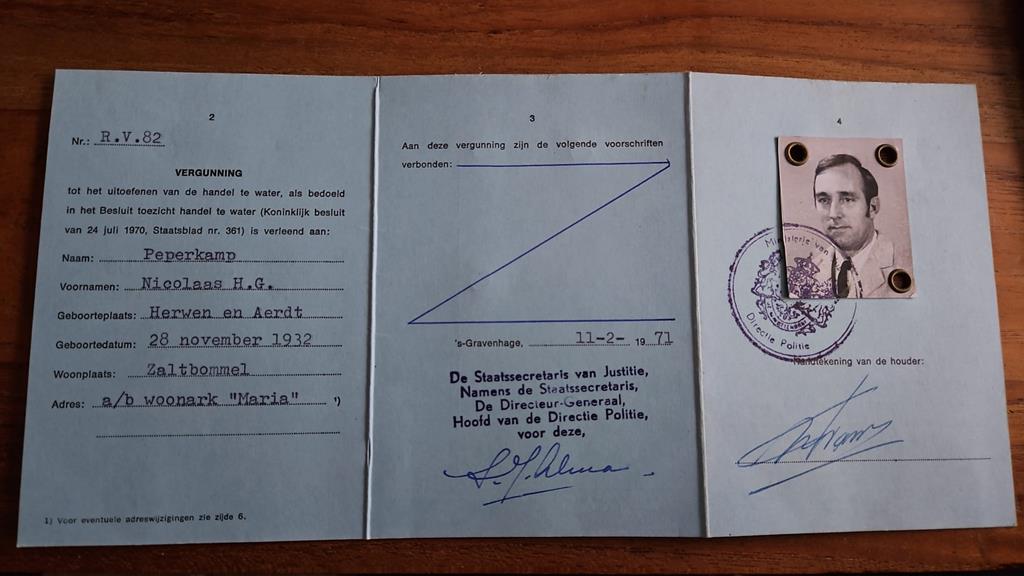 2
Nr.: R.V.82
VERGUNNING
tot het uitoefenen van de handel te water, als bedoeld
in het Besluit toezicht handel te water (Koninklijk besluit
van 24 juli 1970, Staatsblad nr. 361) is verleend aan:
Naam: Peperkamp
Voornamen: Nicolaas H.G.
Geboorteplaats: Herwen en Aerdt
Geboortedatum: 28 november 1932
Woonplaats: Zaltbommel
Adres: a/b woonark "Maria" ¹)
1) Voor eventuele adreswijzigingen zie zijde 6.
3
Aan deze vergunning zijn de volgende voorschriften
verbonden:
's-Gravenhage, 11-2- 1971
De Staatssecretaris van Justitie,
Namens de Staatssecretaris,
De Directeur-Generaal,
Hoofd van de Directie Politie,
voor deze,
4
Ministerie van
Directie Politie
Handtekening van de houder: